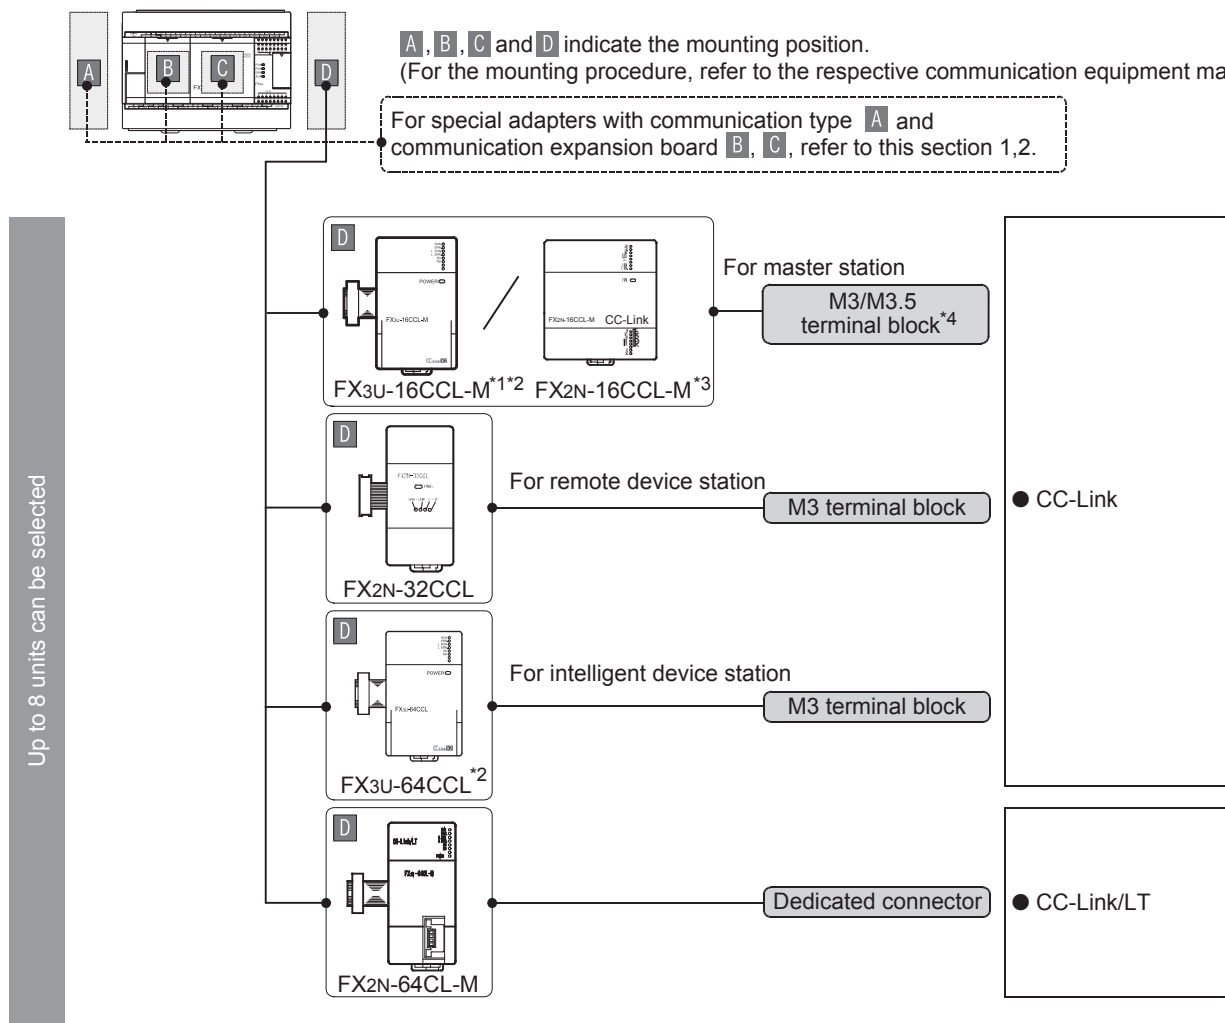 A, B, C and D indicate the mounting position.
(For the mounting procedure, refer to the respective communication equipment ma
A
B
C
D
FX
For special adapters with communication type A and
communication expansion board B, C, refer to this section 1,2.
Up to 8 units can be selected
D
POWER
FX3U-16CCL-M
FX2N-16CCL-M CC-Link
FX3U-16CCL-M*1*2 FX2N-16CCL-M*3
For master station
M3/M3.5
terminal block*4
D
FX2N-32CCL
FX2N-32CCL
For remote device station
M3 terminal block
● CC-Link
D
POWER
FX3U-64CCL
FX3U-64CCL*2
For intelligent device station
M3 terminal block
D
CC-Link/LT
FX2N-64CL-M
Dedicated connector
● CC-Link/LT